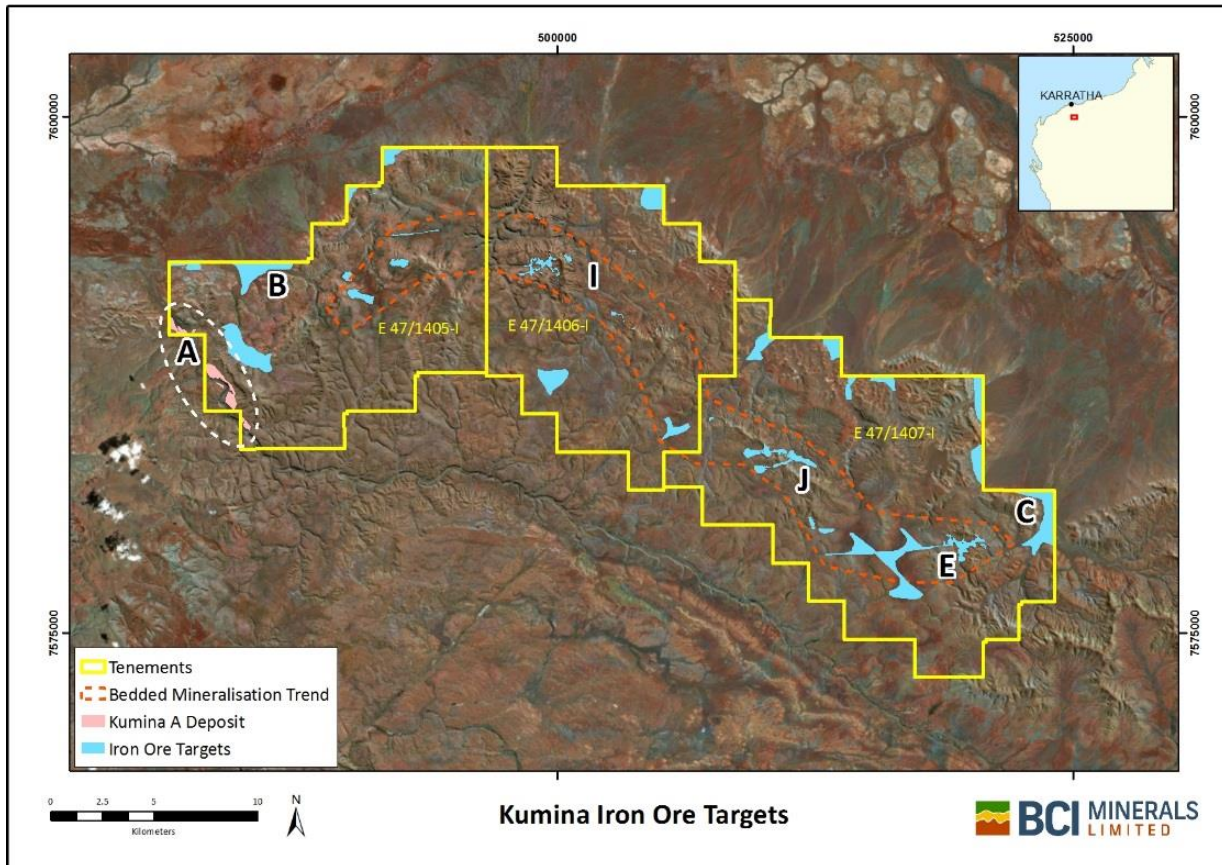 500000
525000
KARRATHA
7600000
7600000
B
I
A
E 47/1405-I
E 47/1406-I
E 47/1407-I
J
C
E
7575000
7575000
Tenements
Bedded Mineralisation Trend
Kumina A Deposit
Iron Ore Targets
0 2.5 5 10
Kilometers
N
Kumina Iron Ore Targets
BCI MINERALS
LIMITED